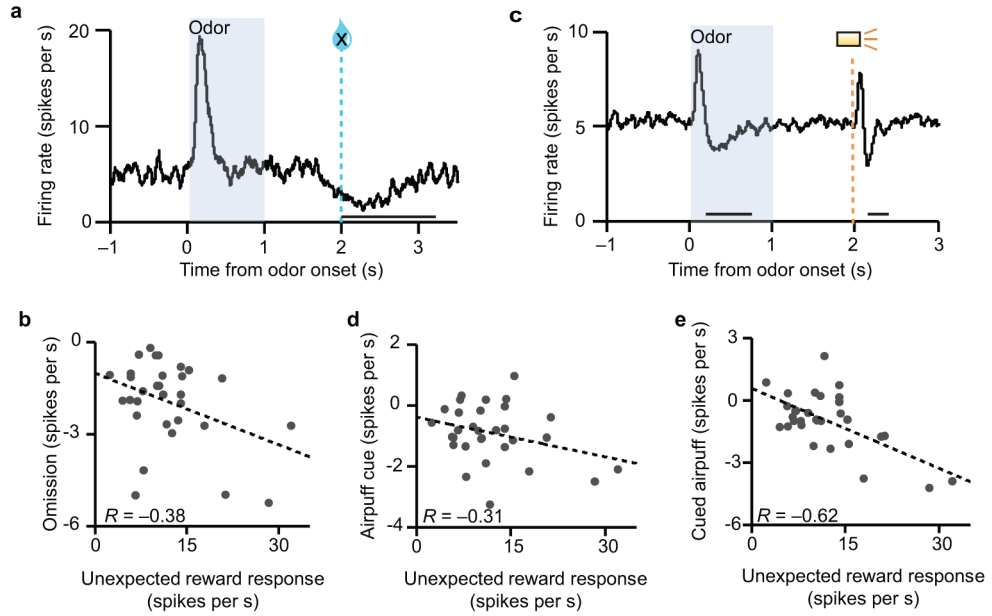 a
Firing rate (spikes per s)
20
10
0
Odor
X
–1
0
1
2
3
Time from odor onset (s)
c
Firing rate (spikes per s)
10
5
0
Odor
–1
0
1
2
3
Time from odor onset (s)
b
Omission (spikes per s)
-0
-3
-6
R = –0.38
0
15
30
Unexpected reward response
(spikes per s)
d
Airpuff cue (spikes per s)
2
0
–2
–4
R = –0.31
0
15
30
Unexpected reward response
(spikes per s)
e
Cued airpuff (spikes per s)
3
0
-3
-6
R = –0.62
0
15
30
Unexpected reward response
(spikes per s)